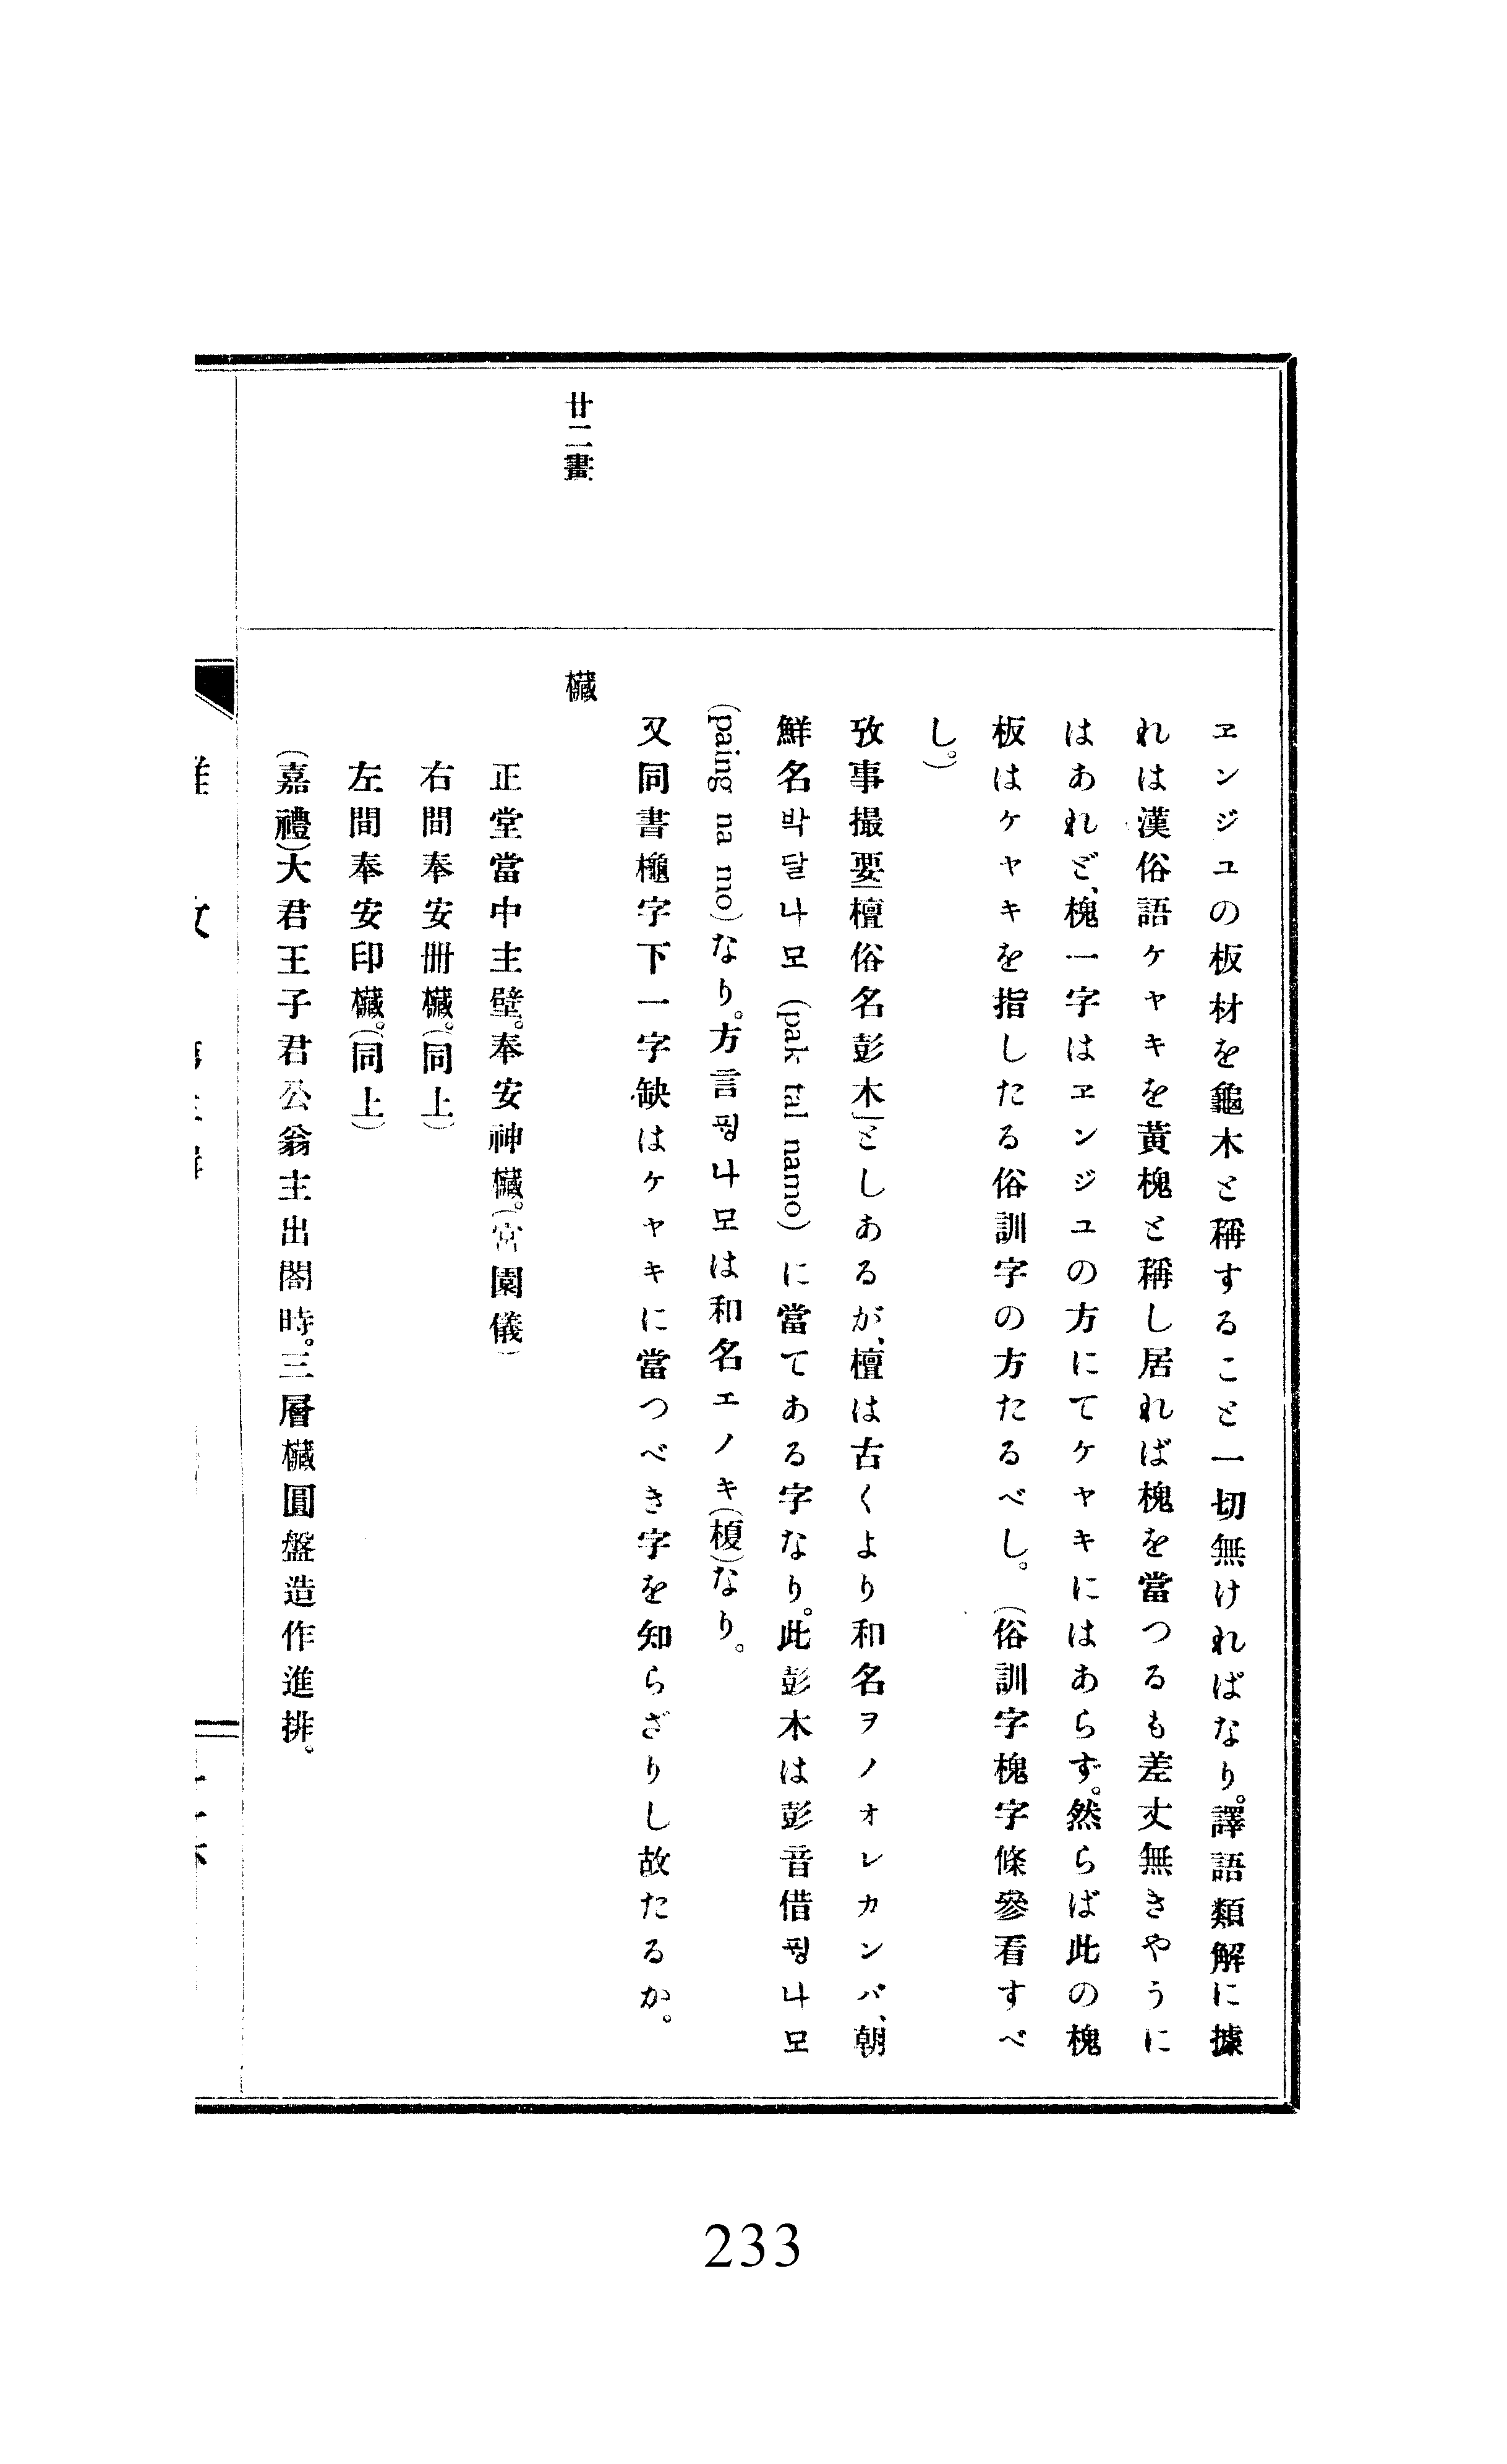 ヱンジユの板材を龜木と稱すること一切無ければなり。譯語類解に據
れは漢俗語ケヤキを黃槐と稱し居れば槐を當つるも差丈無きやうに
はあれど、槐一字はヱンジユの方にてケヤキにはあらず。然らば此の槐
板はケヤキを指したる俗訓字の方たるべし。(俗訓字槐字條參看すべ
し。)
攷事撮要「檀俗名彭木」としあるが、檀は古くより和名ヲノオレカンバ、朝
鮮名박달나모(pak tal namo)に當てある字なり。此彭木は彭音借핑나모
(paing na mo)なり。方言핑나모は和名エノキ(榎)なり。
又同書櫷字下一字缺はケヤキに當つべき字を知らざりし故たるか。
廿二畫
欌
正堂當中主壁。奉安神欌。(宮園儀)
右間奉安冊欌。(同上)
左間奉安印欌。(同上)
(嘉禮)大君王子君公翁主出閤時。三層欌圓盤造作進排。
233